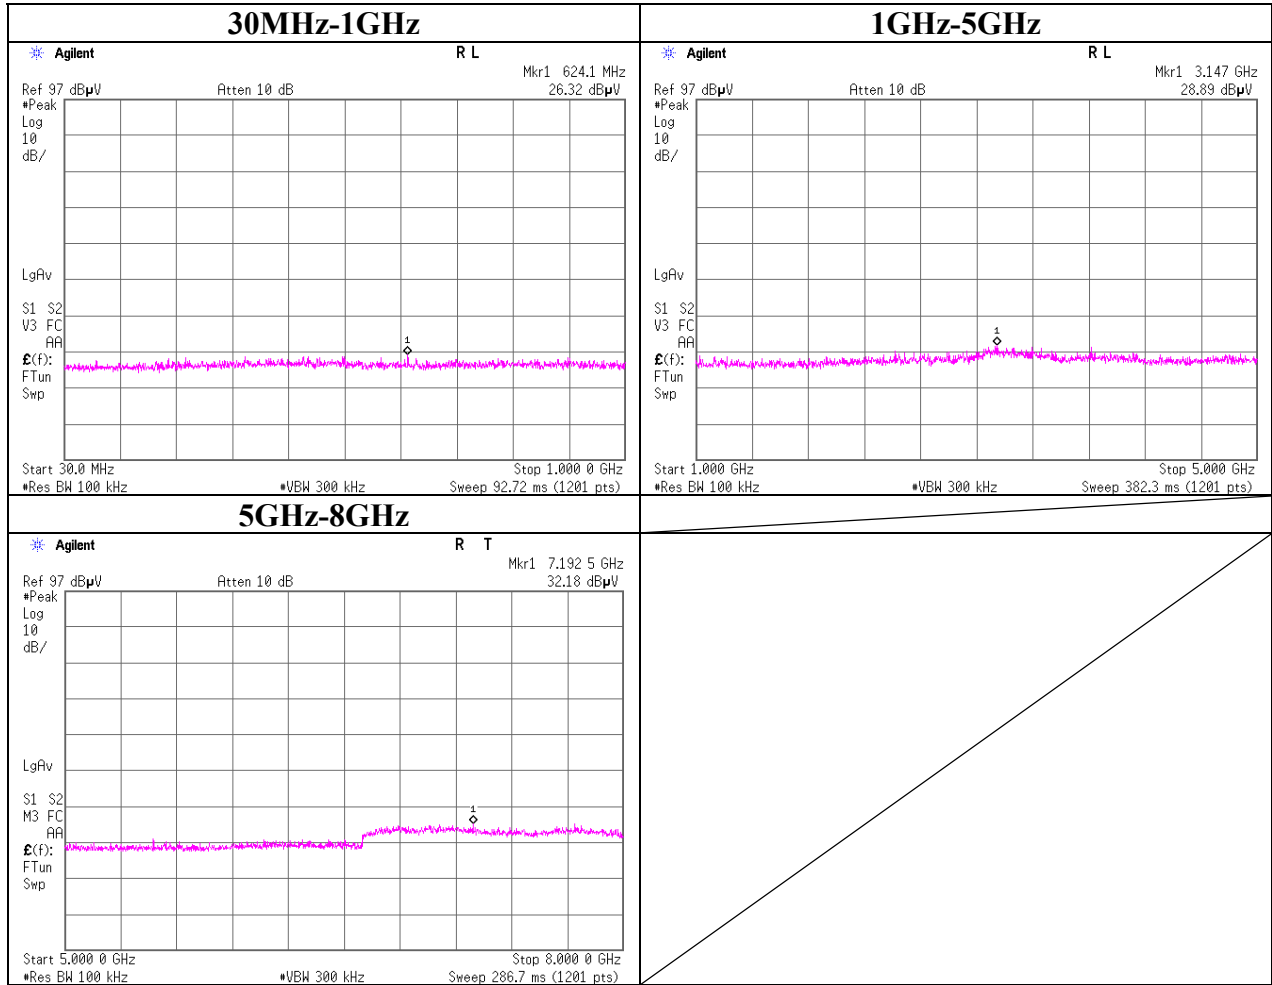 30MHz-1GHz
Agilent R L
Mkr1 624.1 MHz
Ref 97 dBµV Atten 10 dB 26.32 dBµV
#Peak
Log
10
dB/
LgAv
S1 S2
V3 FC
AA
£(f):
FTun
Swp
1
Start 30.0 MHz Stop 1.000 0 GHz
#Res BW 100 kHz #VBW 300 kHz Sweep 92.72 ms (1201 pts)
1GHz-5GHz
Agilent R L
Mkr1 3.147 GHz
Ref 97 dBµV Atten 10 dB 28.89 dBµV
#Peak
Log
10
dB/
LgAv
S1 S2
V3 FC
AA
£(f):
FTun
Swp
1
Start 1.000 GHz Stop 5.000 GHz
#Res BW 100 kHz #VBW 300 kHz Sweep 382.3 ms (1201 pts)
5GHz-8GHz
Agilent R T
Mkr1 7.192 5 GHz
Ref 97 dBµV Atten 10 dB 32.18 dBµV
#Peak
Log
10
dB/
LgAv
S1 S2
M3 FC
AA
£(f):
FTun
Swp
1
Start 5.000 0 GHz Stop 8.000 0 GHz
#Res BW 100 kHz #VBW 300 kHz Sweep 286.7 ms (1201 pts)